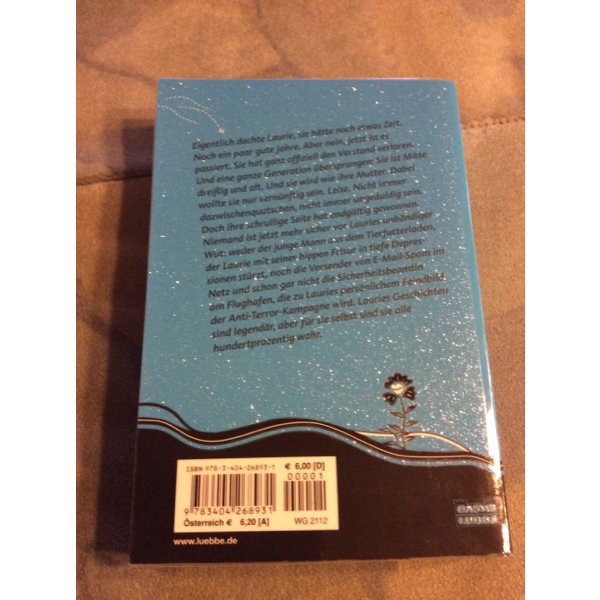 Eigentlich dachte Laurie, sie hätte noch etwas Zeit.
Noch ein paar gute Jahre. Aber nein, jetzt ist es
passiert. Sie hat ganz offiziell den Verstand verloren.
Und eine ganze Generation übersprungen: Sie ist Mitte
dreißig und alt. Und sie wird wie ihre Mutter. Dabei
wollte sie nur vernünftig sein. Leise. Nicht immer
dazwischenquatschen, nicht immer ungeduldig sein.
Doch ihre schrullige Seite hat endgültig gewonnen.
Niemand ist jetzt mehr sicher vor Lauries unbändiger
Wut: weder der junge Mann aus dem Tierfutterladen,
der Laurie mit seiner hippen Frisur in tiefe Depres-
sionen stürzt, noch die Versender von E-Mail-Spam im
Netz und schon gar nicht die Sicherheitsbeamtin
am Flughafen, die zu Lauries persönlichem Feindbild
der Anti-Terror-Kampagne wird. Lauries Geschichten
sind legendär, aber für sie selbst sind sie alle
hundertprozentig wahr.
ISBN 978-3-404-26893-1
€ 6,00 [D]
00001
9 783404 268931
Österreich € 6,20 [A]
WG 2112
www.luebbe.de
BASTEI
LÜBBE